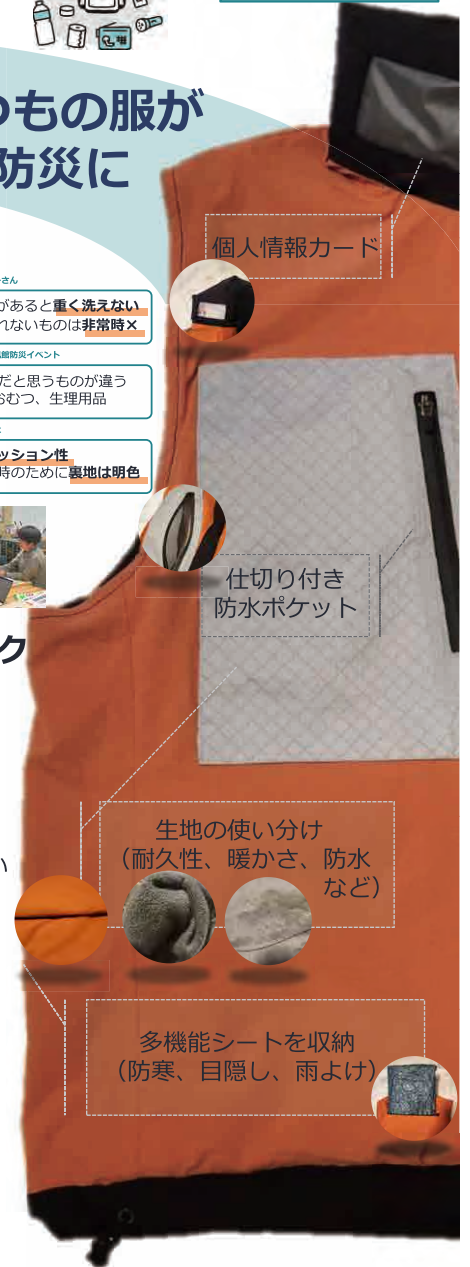 つもの服が
防災に
さん
があると重く洗えない
れないものは非常時×
館防災イベント
だと思うものが違う
おむつ、生理用品
ッション性
時のために裏地は明色
ク
い
個人情報カード
仕切り付き
防水ポケット
生地の使い分け
(耐久性、暖かさ、防水
など)
多機能シートを収納
(防寒、目隠し、雨よけ)